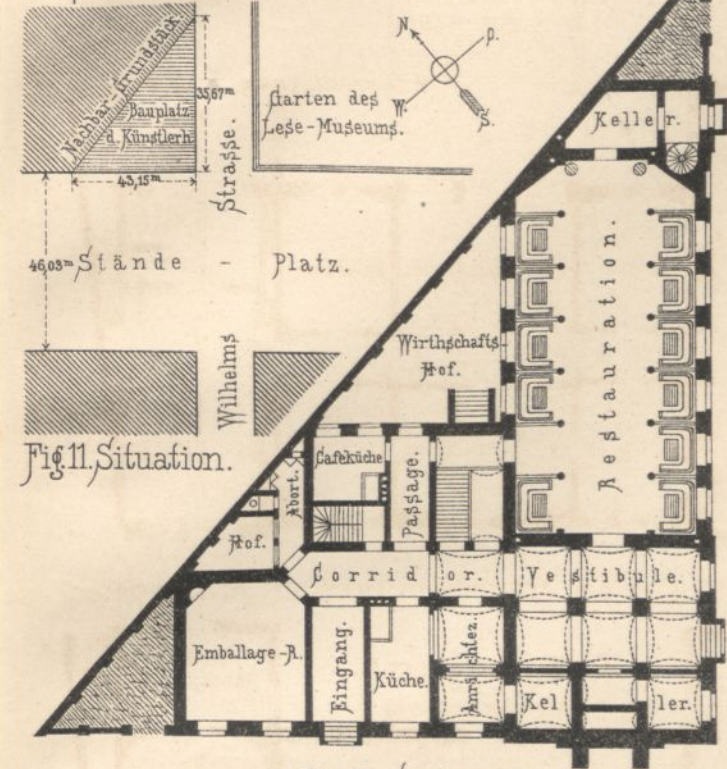 Nachbar-Grundstück
Bauplatz
d. Künstlerh
35,67m
43,15m
Strasse.
Garten des
Lese-Museums.
N.
O.
W.
S.
46,03m Stände - Platz.
Wilhelms
Fig. 11. Situation.
Keller.
Restauration.
Wirthschafts-
Hof.
Cafeküche
Passage.
Abort.
Hof.
Corridor.
Vestibule.
Emballage-R.
Eingang.
Küche.
Anrichtez.
Anrichtez.
Keller.